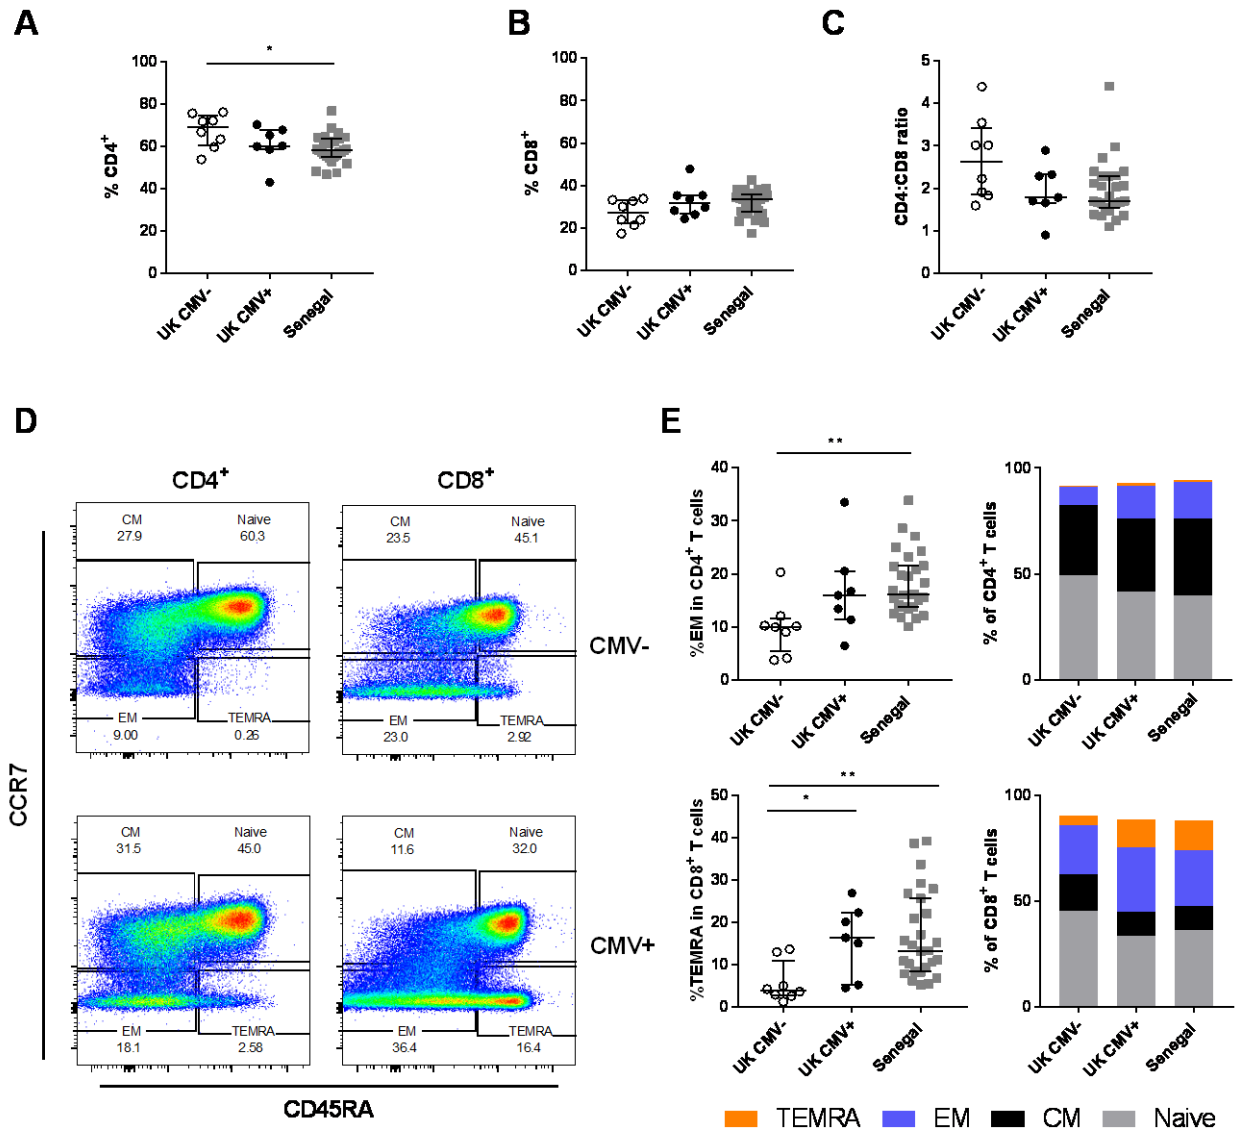 A
B
C
% CD4+
100
80
60
40
20
0
*
UK CMV-
UK CMV+
Senegal
% CD8+
100
80
60
40
20
0
UK CMV-
UK CMV+
Senegal
CD4:CD8 ratio
5
4
3
2
1
0
UK CMV-
UK CMV+
Senegal
D
CD4+
CD8+
CM
27.9
Naive
60.3
EM
9.00
TEMRA
0.26
CM
23.5
Naive
45.1
EM
23.0
TEMRA
2.92
CMV-
CM
31.5
Naive
45.0
EM
18.1
TEMRA
2.58
CM
11.6
Naive
32.0
EM
36.4
TEMRA
16.4
CMV+
CCR7
CD45RA
E
%EM in CD4+ T cells
40
30
20
10
0
**
UK CMV-
UK CMV+
Senegal
% of CD4+ T cells
100
50
0
UK CMV-
UK CMV+
Senegal
%TEMRA in CD8+ T cells
50
40
30
20
10
0
**
*
UK CMV-
UK CMV+
Senegal
% of CD8+ T cells
100
50
0
UK CMV-
UK CMV+
Senegal
TEMRA
EM
CM
Naive